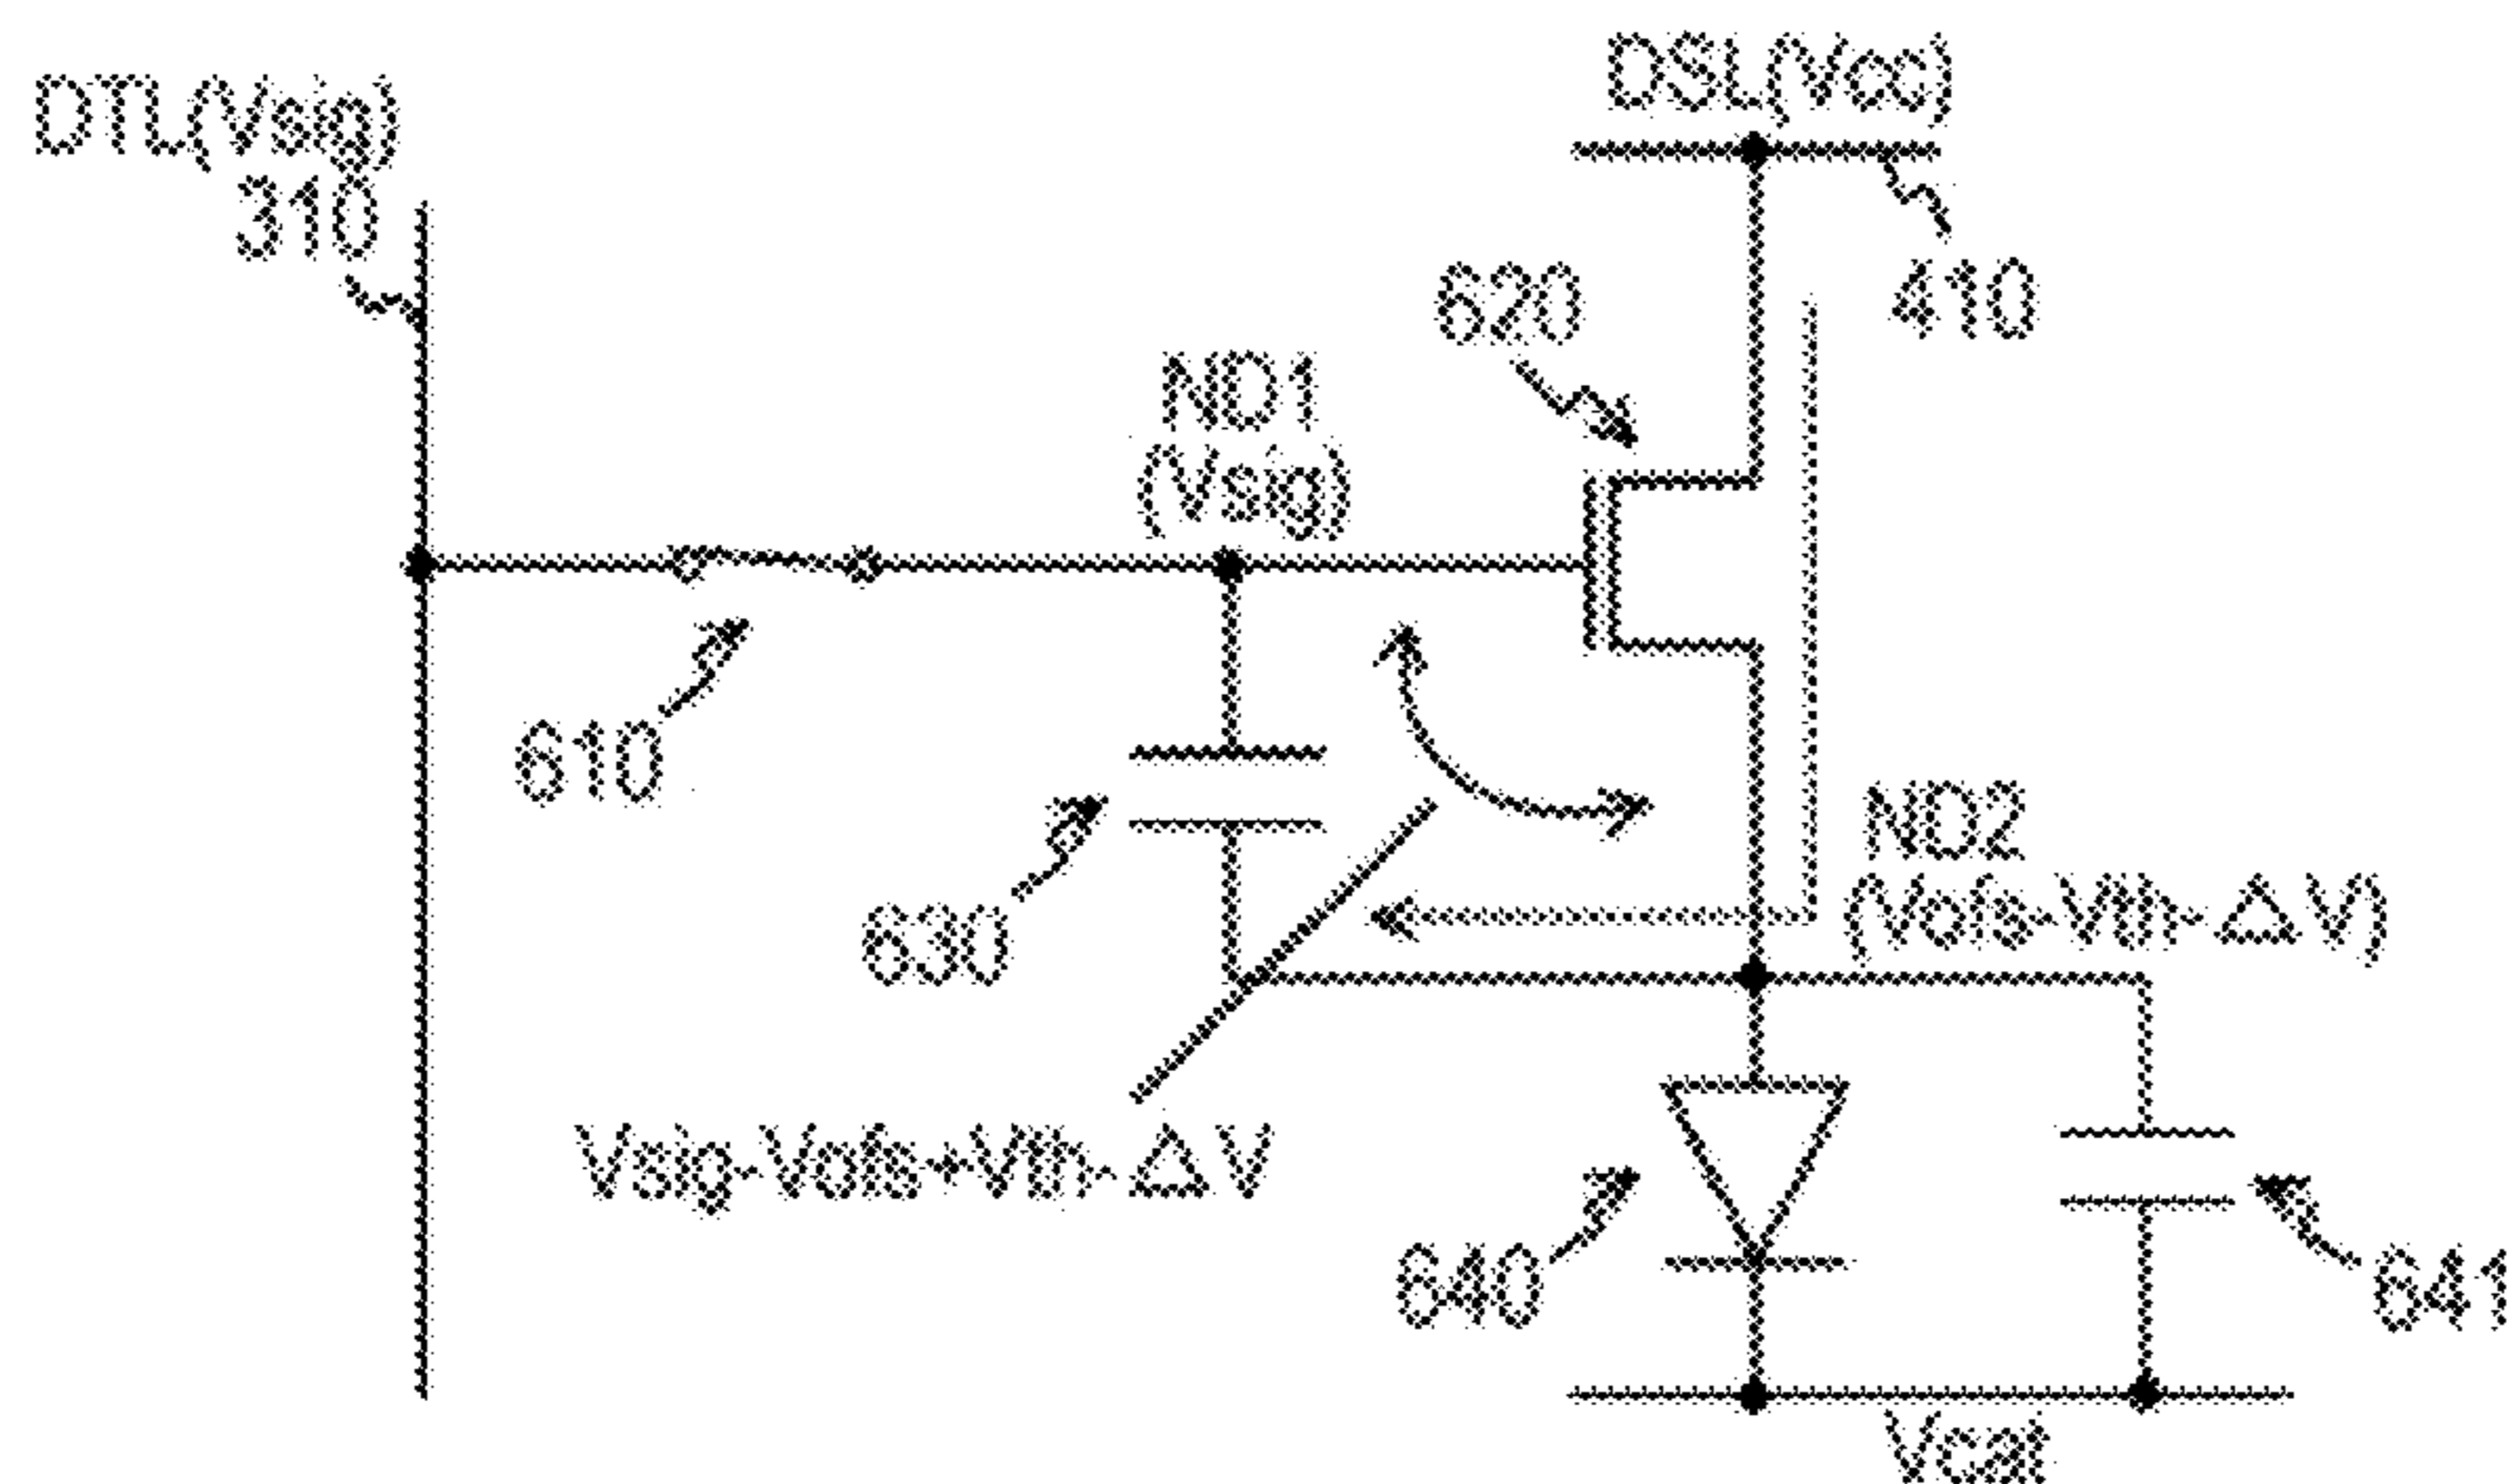 DTL(Vsig)
310
DSL(Vcc)
410
620
ND1
(Vsig)
610
630
ND2
(Vofs-Vth-ΔV)
Vsig-Vofs+Vth-ΔV
640
641
Vcat